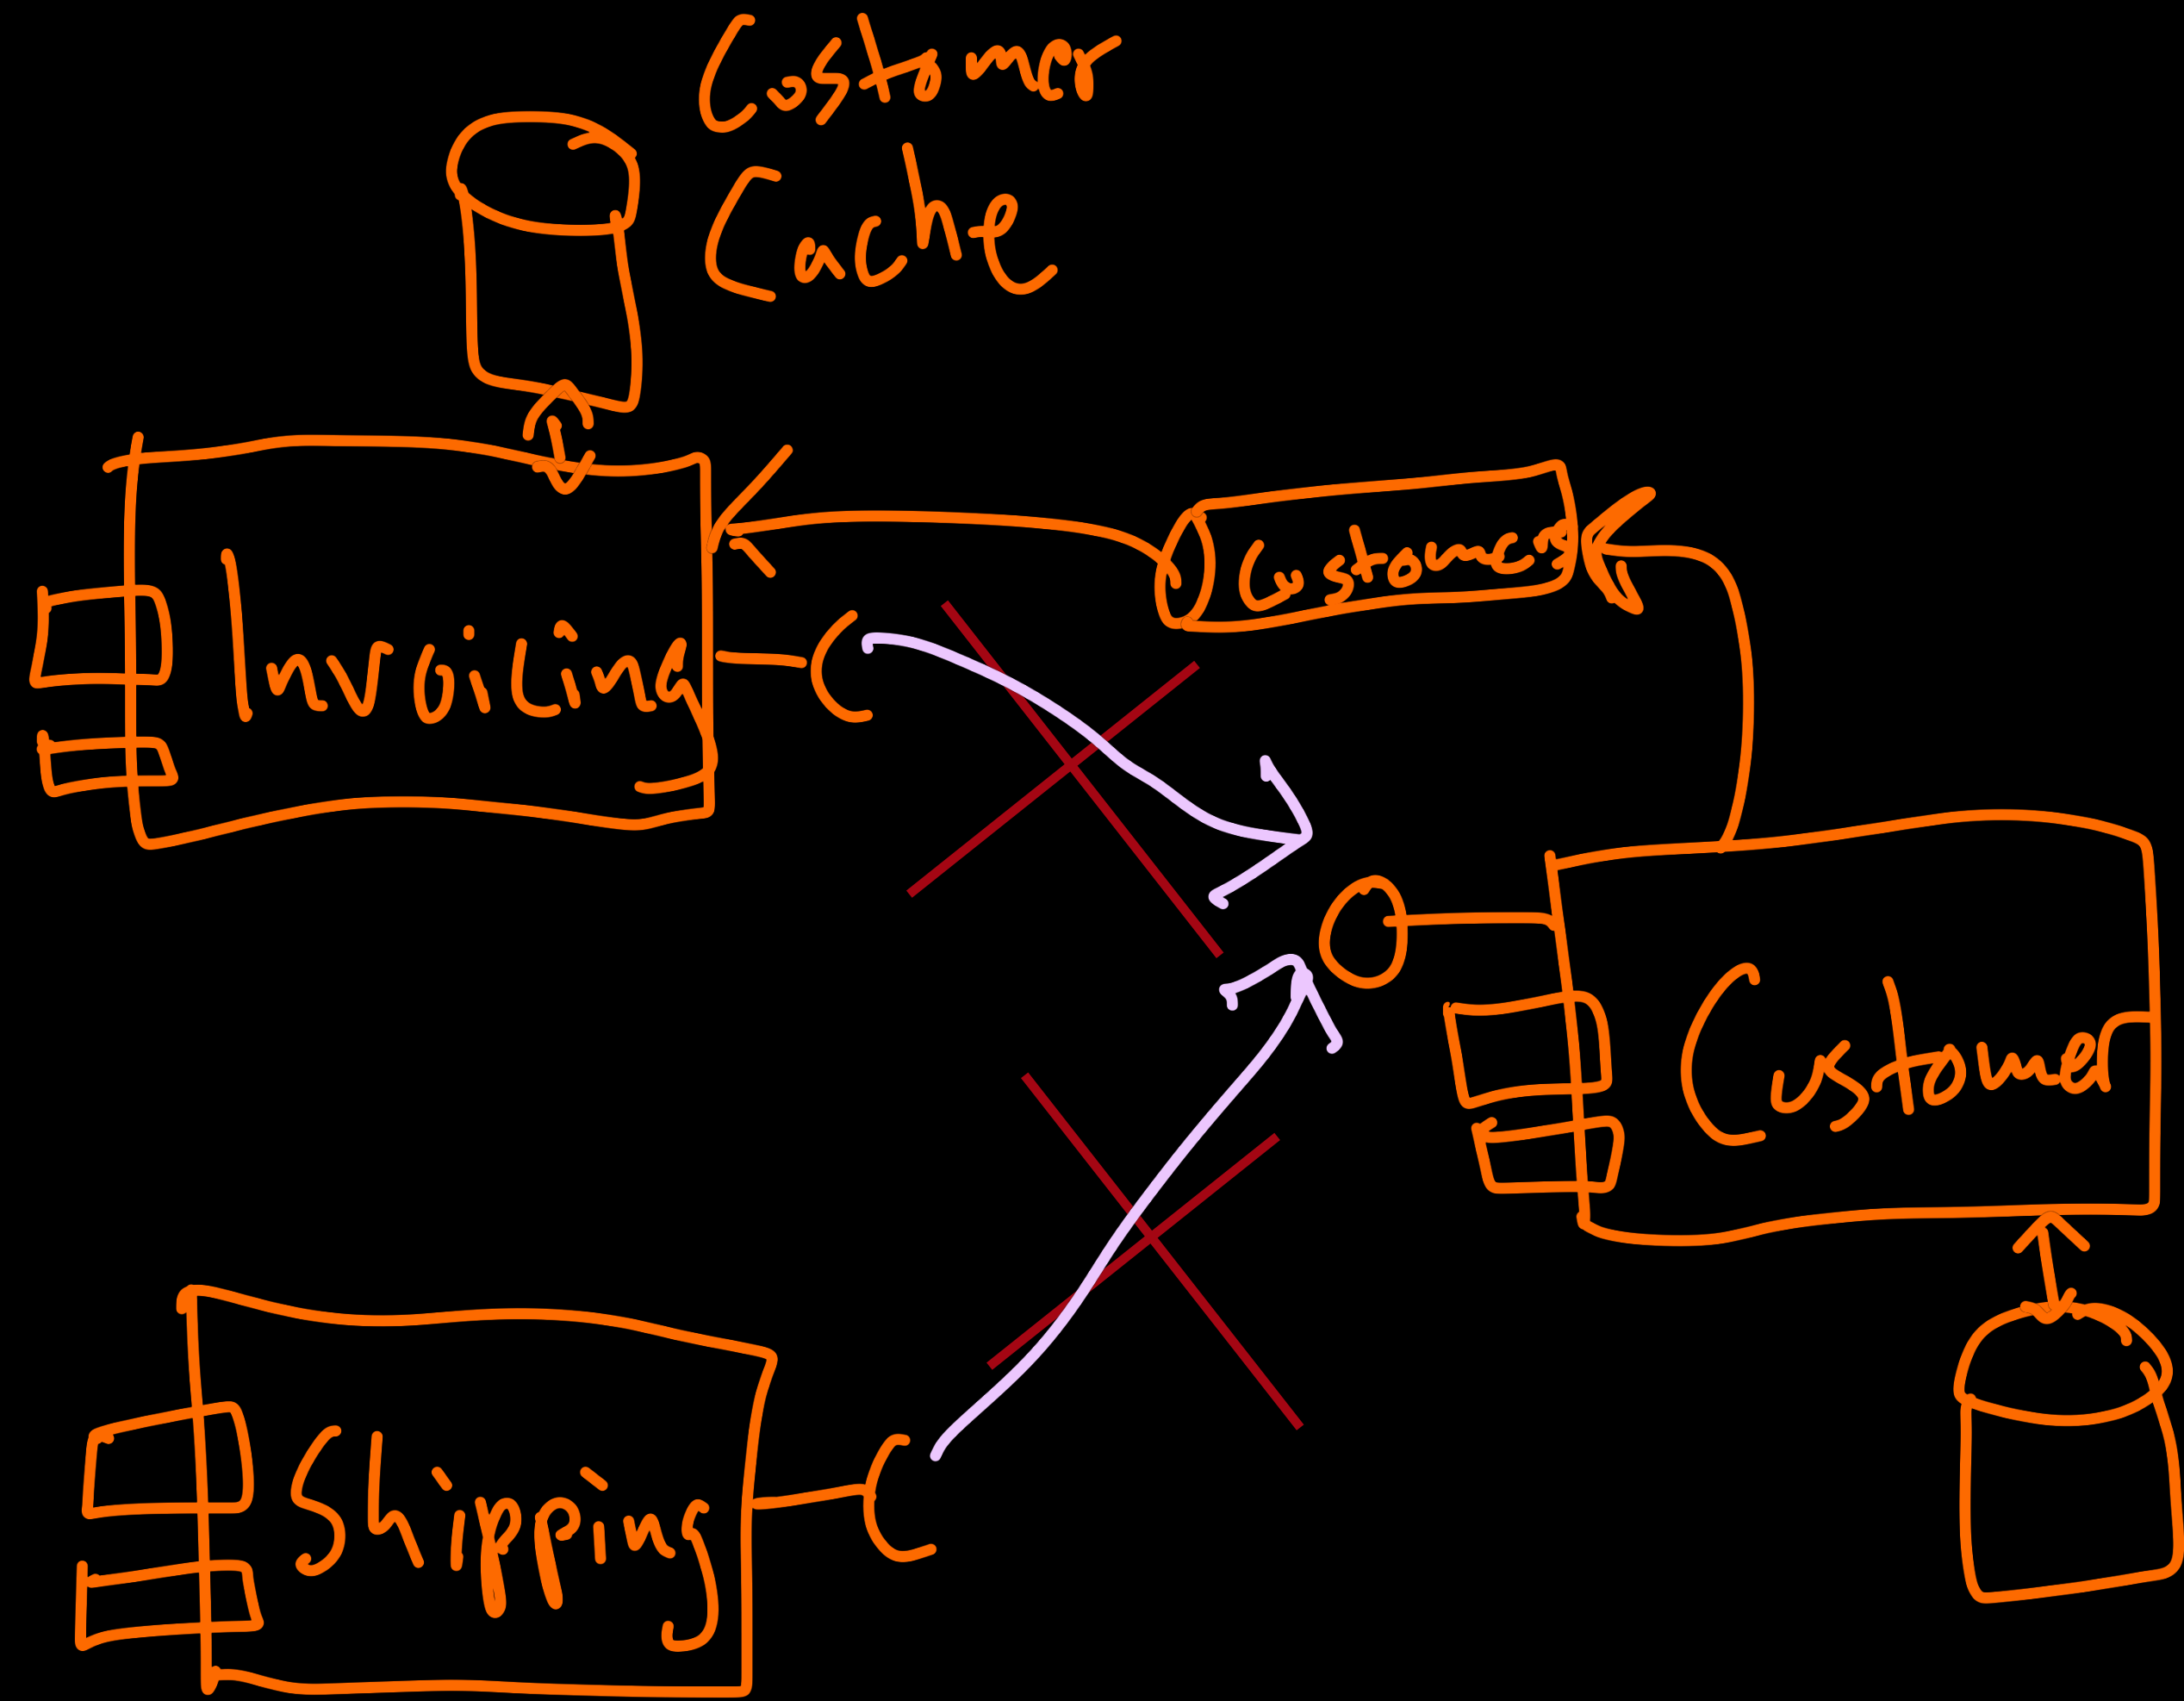 Customer
Cache
Customers
Invoicing
Customer
Shipping